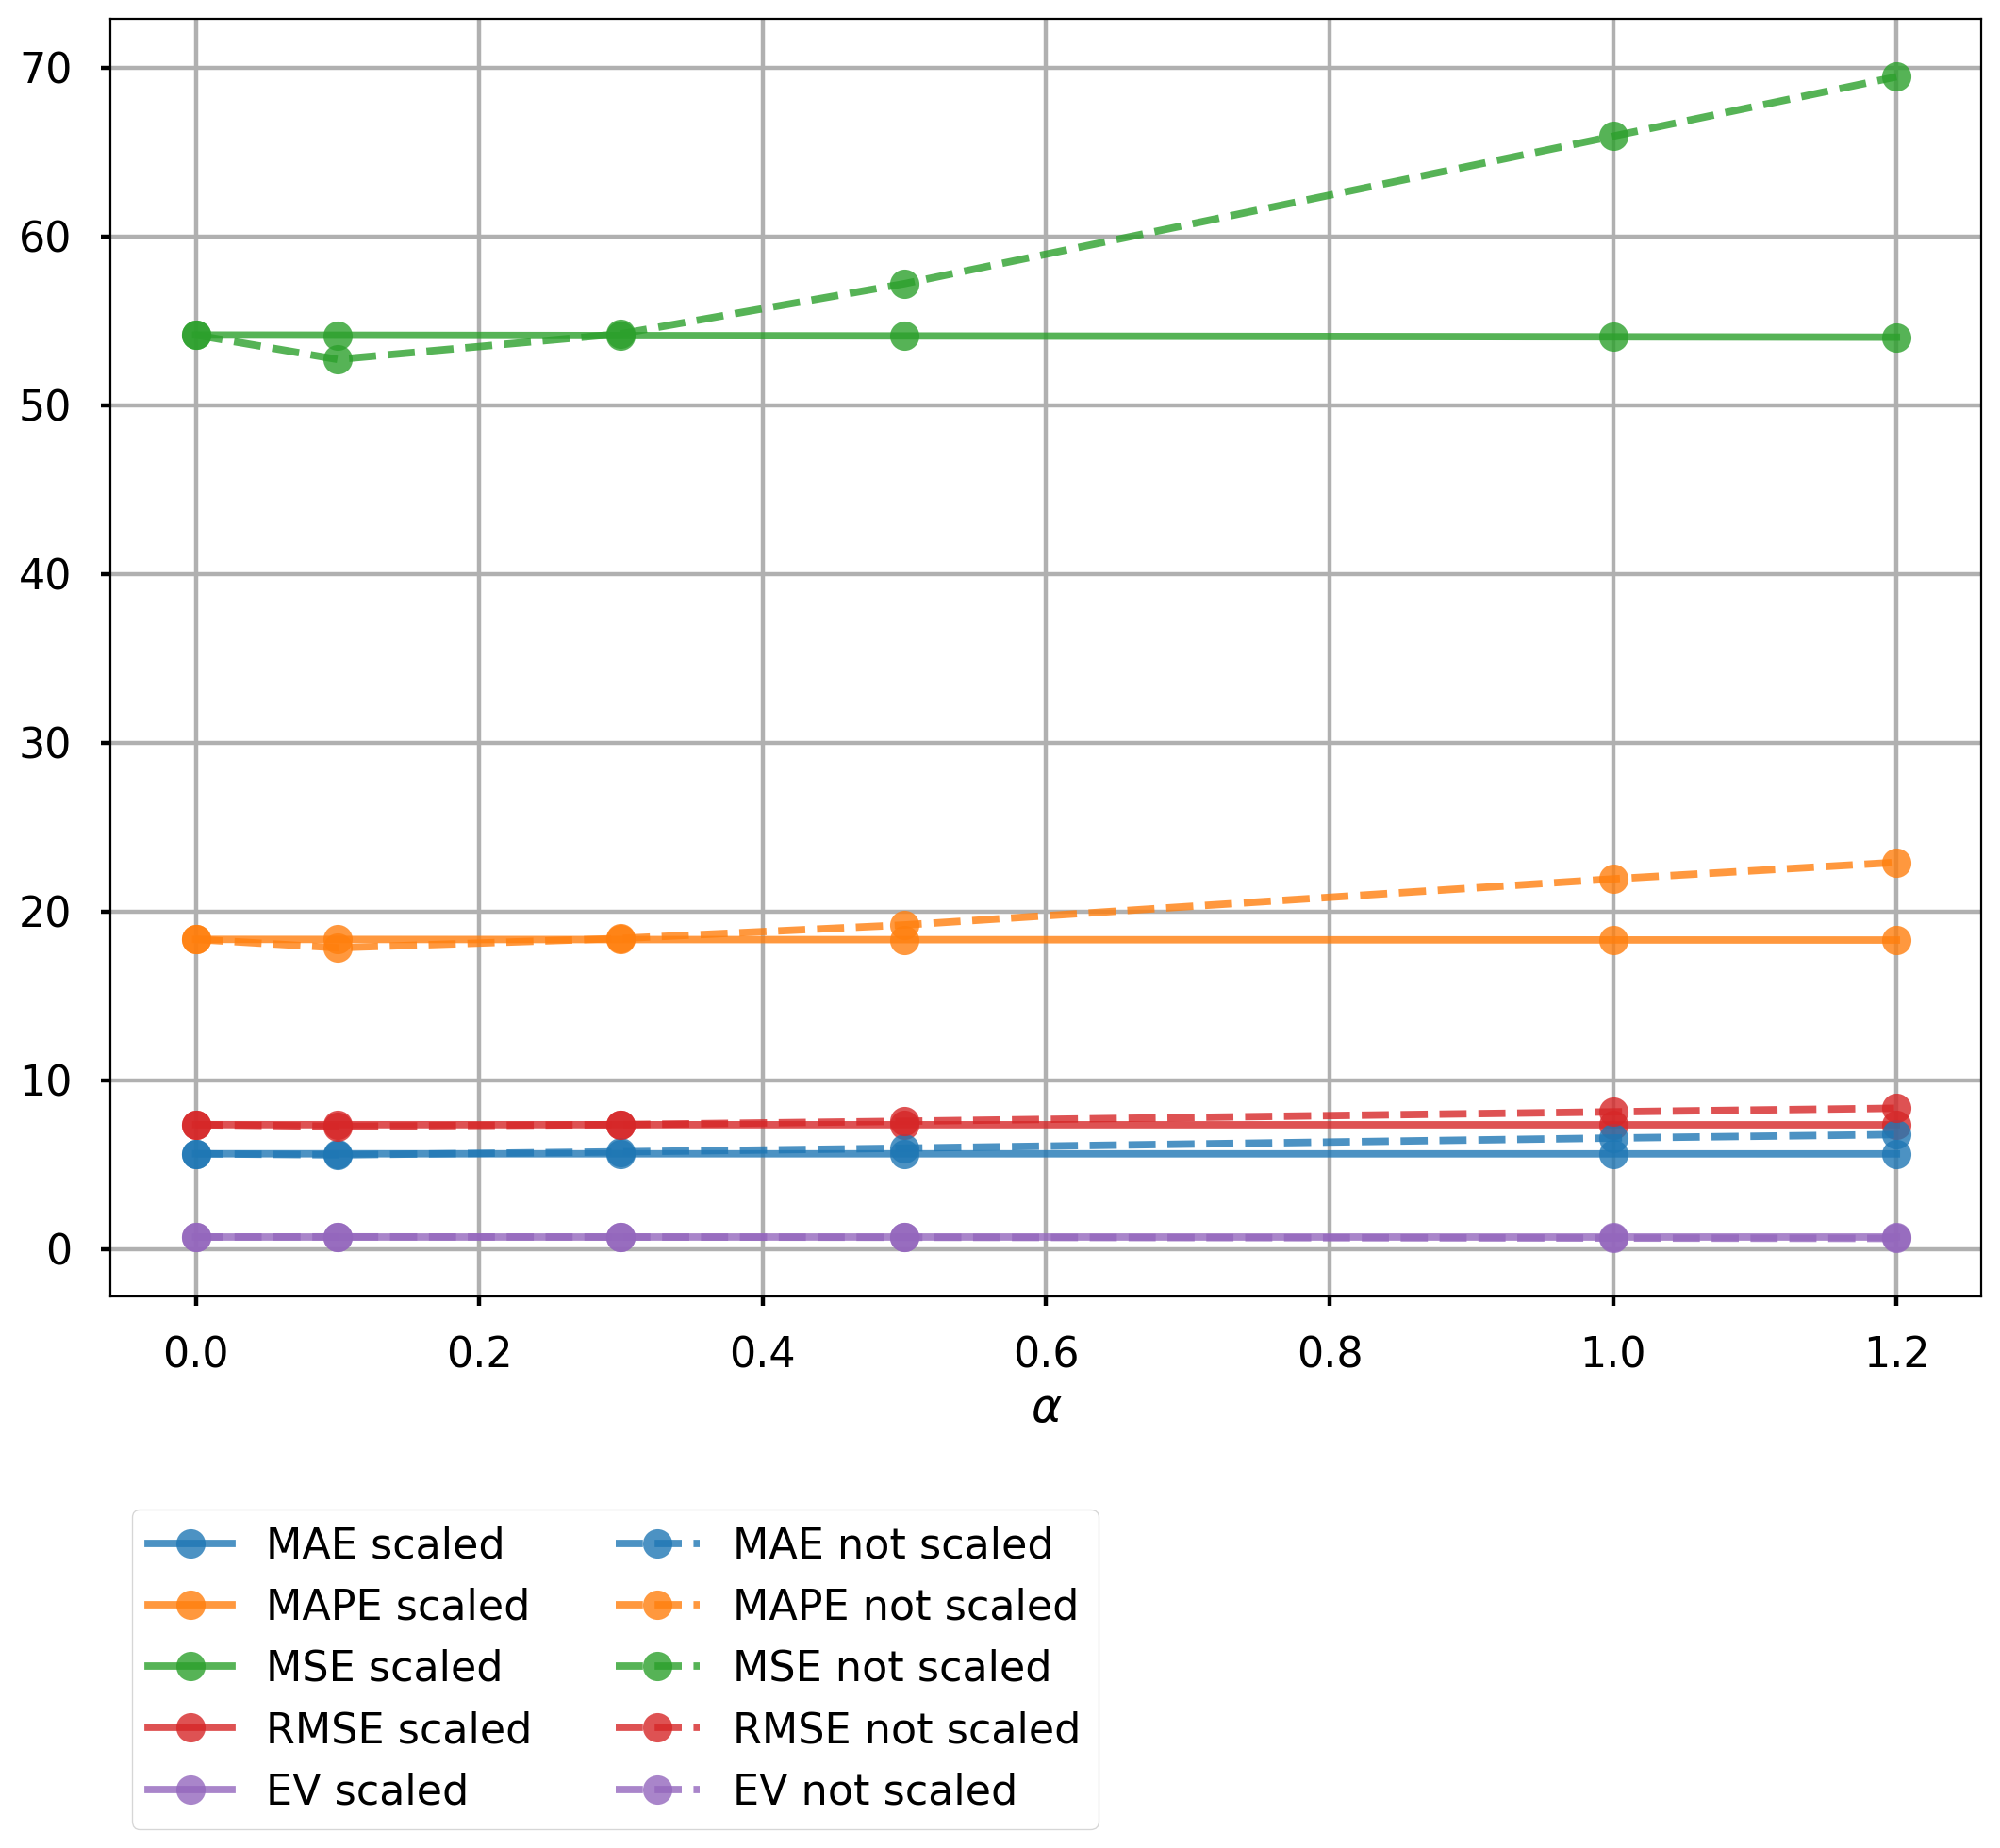 70
60
50
40
30
20
10
0
0.0 0.2 0.4 0.6 0.8 1.0 1.2
α
MAE scaled MAE not scaled
MAPE scaled MAPE not scaled
MSE scaled MSE not scaled
RMSE scaled RMSE not scaled
EV scaled EV not scaled